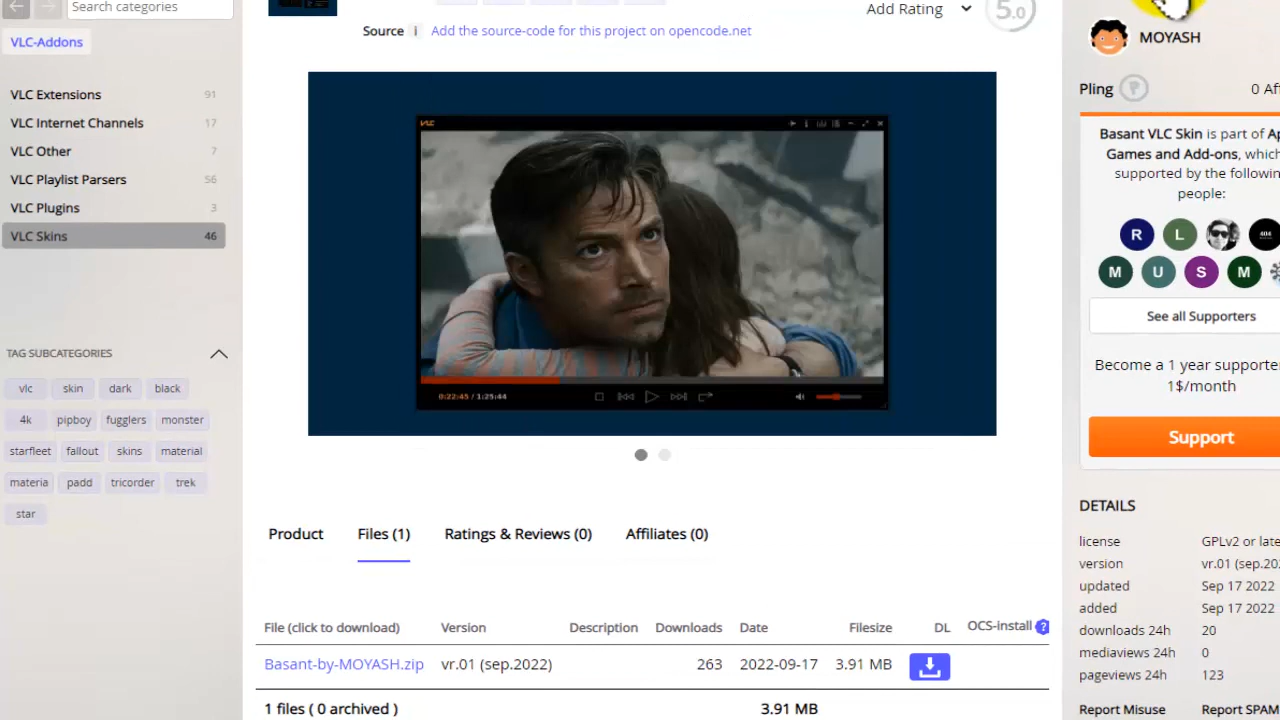 Search categories
VLC-Addons
VLC Extensions 91
VLC Internet Channels 17
VLC Other 7
VLC Playlist Parsers 56
VLC Plugins 3
VLC Skins 46
TAG SUBCATEGORIES
vlc skin dark black
4k pipboy fugglers monster
starfleet fallout skins material
materia padd tricorder trek
star
Add Rating 5.0
Source i Add the source-code for this project on opencode.net
VLC
0:22:45 / 1:25:44
Product Files (1) Ratings & Reviews (0) Affiliates (0)
File (click to download) Version Description Downloads Date Filesize DL OCS-install ?
Basant-by-MOYASH.zip vr.01 (sep.2022) 263 2022-09-17 3.91 MB
1 files ( 0 archived ) 3.91 MB
MOYASH
Pling 0 Af
Basant VLC Skin is part of Ap
Games and Add-ons, which
supported by the followin
people:
R L 404
M U S M
See all Supporters
Become a 1 year supporte
1$/month
Support
DETAILS
license GPLv2 or late
version vr.01 (sep.202
updated Sep 17 2022
added Sep 17 2022
downloads 24h 20
mediaviews 24h 0
pageviews 24h 123
Report Misuse Report SPAM